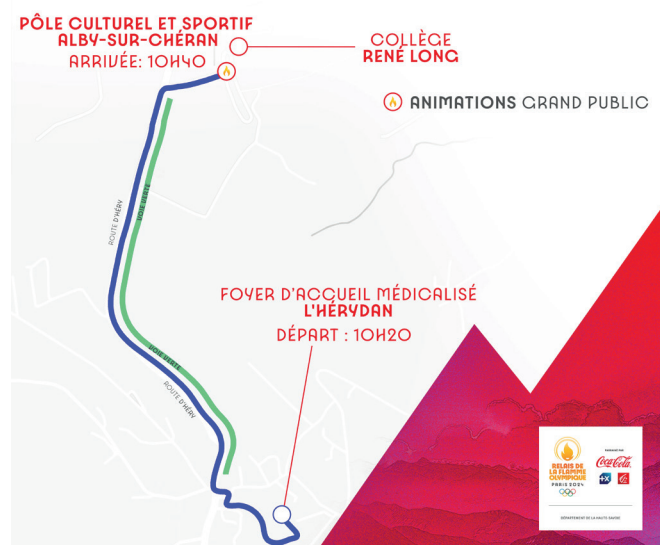 PÔLE CULTUREL ET SPORTIF
ALBY-SUR-CHÉRAN
ARRIVÉE: 10H40
COLLÈGE
RENÉ LONG
ANIMATIONS GRAND PUBLIC
ROUTE D'HÉRY
VOIE VERTE
FOYER D'ACCUEIL MÉDICALISÉ
L'HÉRYDAN
DÉPART : 10H20
VOIE VERTE
ROUTE D'HÉRY
RELAIS DE
LA FLAMME
OLYMPIQUE
PARIS 2024
Coca-Cola
DÉPARTEMENT DE LA HAUTE-SAVOIE